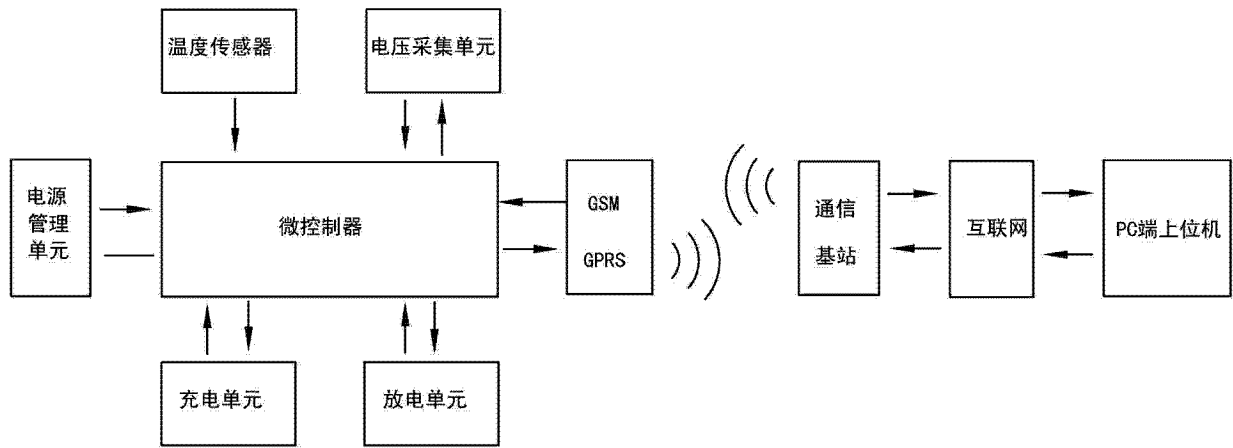 温度传感器
电压采集单元
电源
管理
单元
微控制器
GSM
GPRS
通信
基站
互联网
PC端上位机
充电单元
放电单元